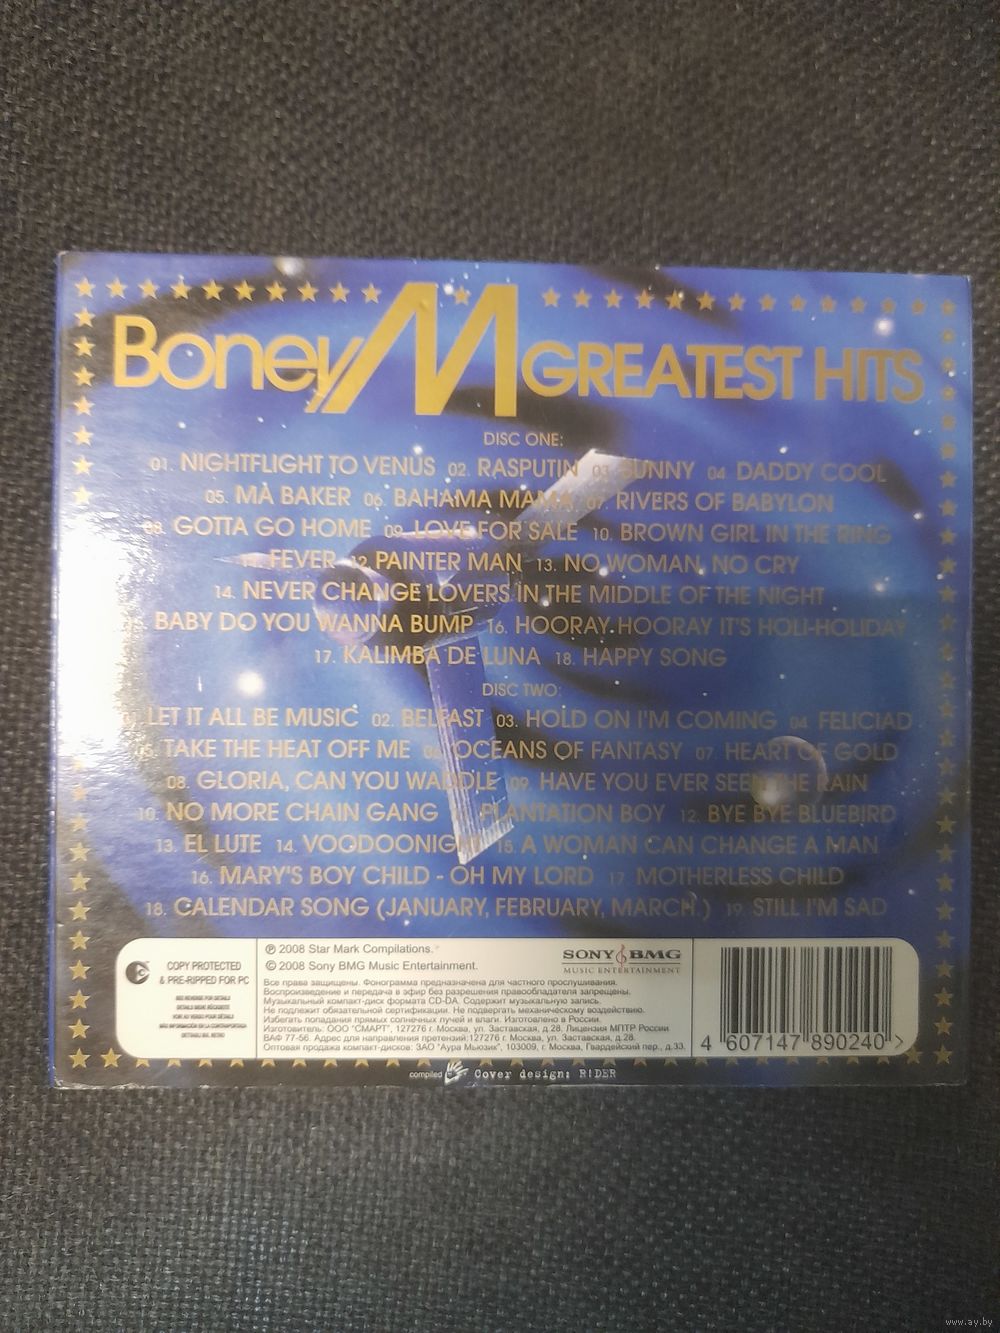 Boney M GREATEST HITS
DISC ONE:
01. NIGHTFLIGHT TO VENUS 02. RASPUTIN 03. SUNNY 04 DADDY COOL
05. MA BAKER 06. BAHAMA MAMA 07. RIVERS OF BABYLON
08. GOTTA GO HOME 09. LOVE FOR SALE 10. BROWN GIRL IN THE RING
11. FEVER 12. PAINTER MAN 13. NO WOMAN, NO CRY
14. NEVER CHANGE LOVERS IN THE MIDDLE OF THE NIGHT
15. BABY DO YOU WANNA BUMP 16. HOORAY HOORAY IT'S HOLI-HOLIDAY
17. KALIMBA DE LUNA 18. HAPPY SONG
DISC TWO:
LET IT ALL BE MUSIC 02. BELFAST 03. HOLD ON I'M COMING 04 FELICIAD
05. TAKE THE HEAT OFF ME 06. OCEANS OF FANTASY 07 HEART OF GOLD
08. GLORIA, CAN YOU WADDLE 09. HAVE YOU EVER SEEN THE RAIN
10. NO MORE CHAIN GANG PLANTATION BOY 12. BYE BYE BLUEBIRD
13. EL LUTE 14. VOODOONIGHT 15 A WOMAN CAN CHANGE A MAN
16. MARY'S BOY CHILD - OH MY LORD 17 MOTHERLESS CHILD
18. CALENDAR SONG (JANUARY, FEBRUARY, MARCH.) 19. STILL I'M SAD
COPY PROTECTED
& PRE-RIPPED FOR PC
℗ 2008 Star Mark Compilations.
© 2008 Sony BMG Music Entertainment.
SONY BMG
MUSIC ENTERTAINMENT
Все права защищены. Фонограмма предназначена для частного прослушивания.
Воспроизведение и передача в эфир без разрешения правообладателя запрещены.
Музыкальный компакт-диск формата CD-DA. Содержит музыкальную запись.
Не подлежит обязательной сертификации. Не подвергать механическому воздействию.
Избегать попадания прямых солнечных лучей и влаги. Изготовлено в России.
Изготовитель: ООО "СМАРТ", 127276 г. Москва, ул. Заставская, д.28. Лицензия МПТР России
ВАФ 77-56. Адрес для направления претензий:127276 г. Москва, ул. Заставская, д.28.
Оптовая продажа компакт-дисков: ЗАО "Аура Мьюзик", 103009, г. Москва, Гвардейский пер., д.33.
4 607147 890240 >
compiled Cover design: R!DER
www.ay.by